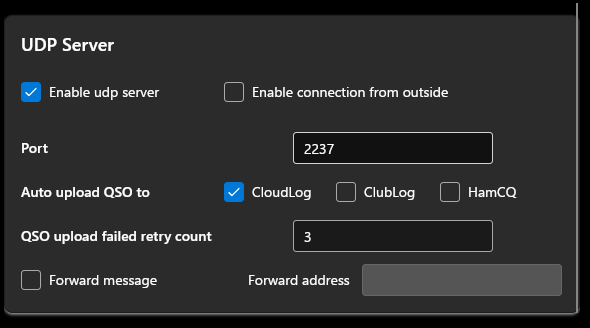 UDP Server
Enable udp server Enable connection from outside
Port 2237
Auto upload QSO to CloudLog ClubLog HamCQ
QSO upload failed retry count 3
Forward message Forward address